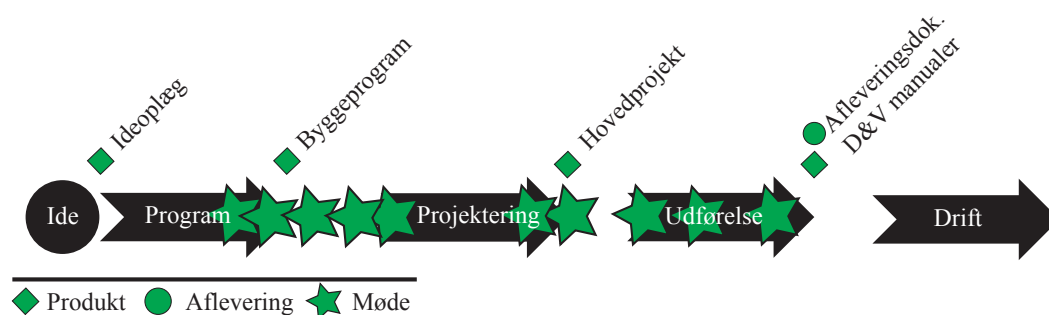 Ideoplæg
Byggeprogram
Hovedprojekt
Afleveringsdok.
D&V manualer
Ide
Program
Projektering
Udførelse
Drift
Produkt
Aflevering
Møde